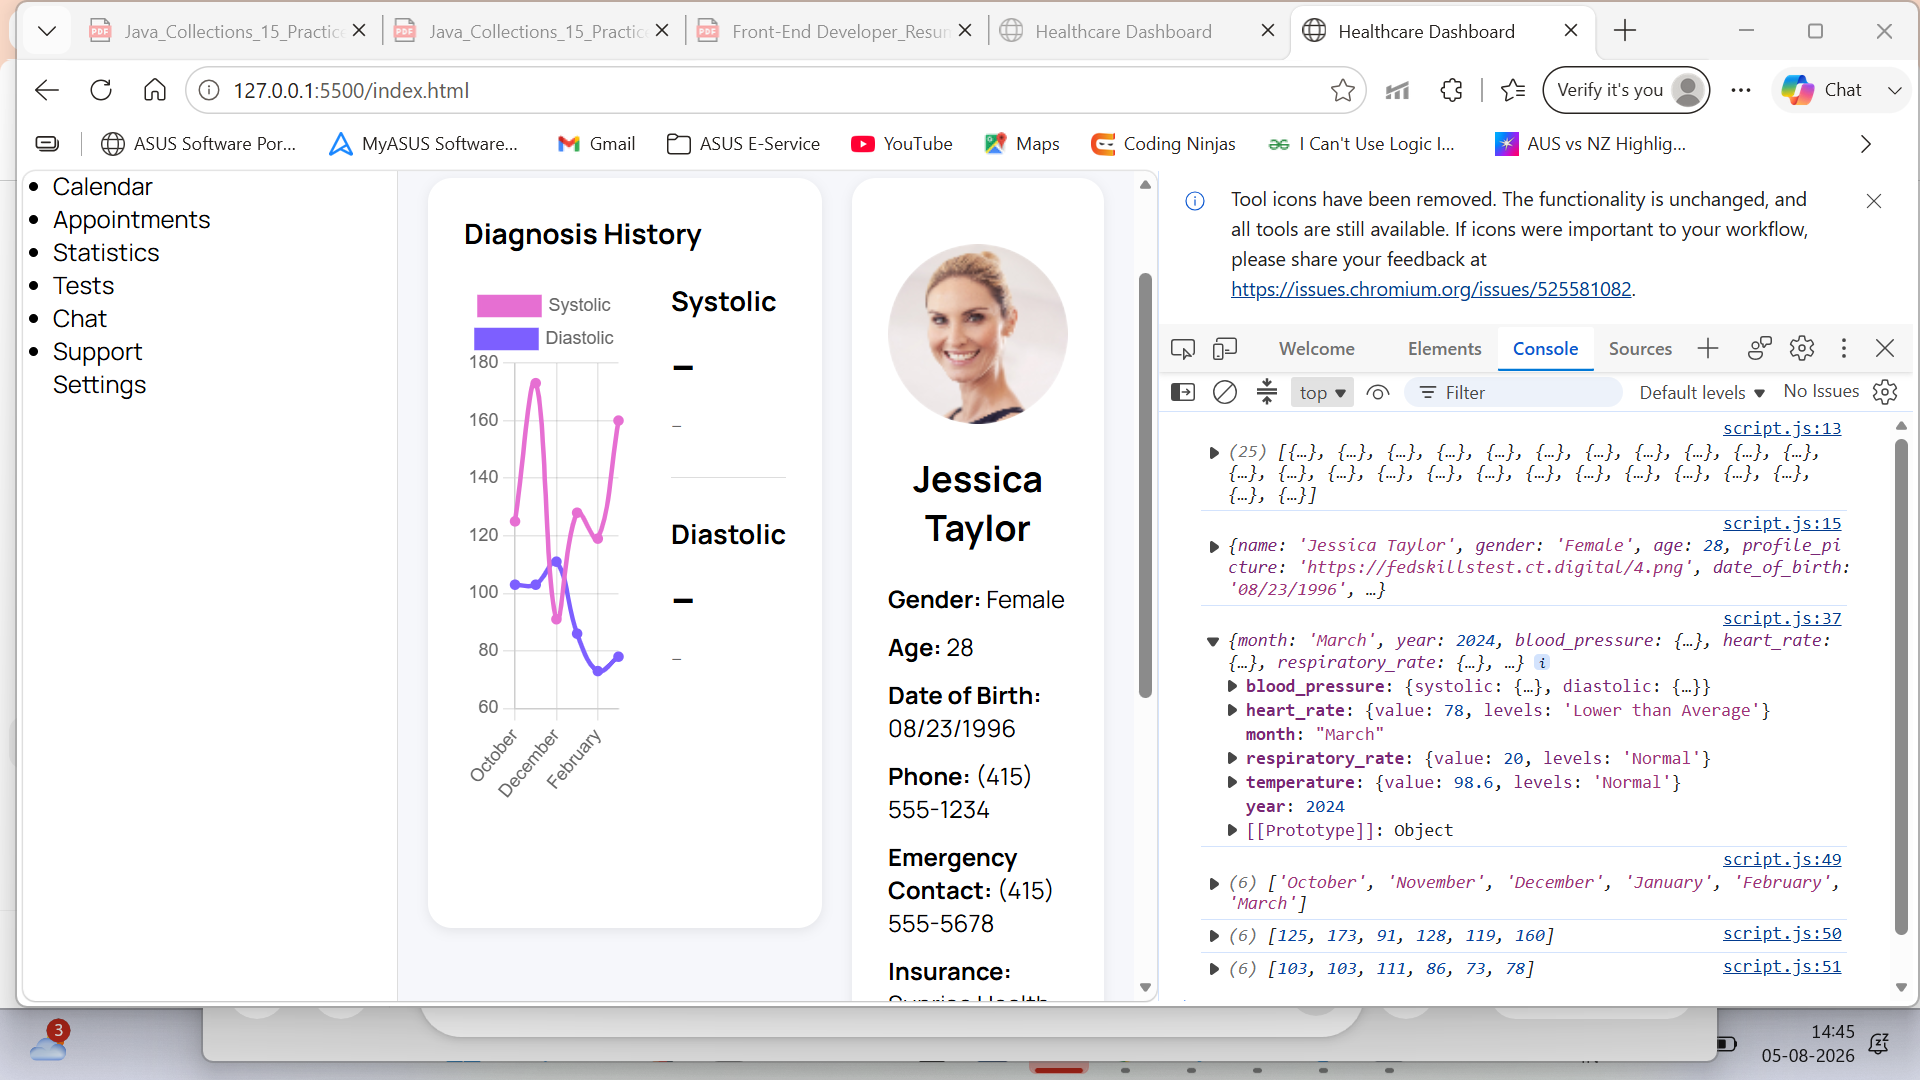 Java_Collections_15_Practice
Java_Collections_15_Practice
Front-End Developer_Resun
Healthcare Dashboard
Healthcare Dashboard
127.0.0.1:5500/index.html
Verify it's you
Chat
ASUS Software Por...
MyASUS Software...
Gmail
ASUS E-Service
YouTube
Maps
Coding Ninjas
I Can't Use Logic I...
AUS vs NZ Highlig...
Calendar
Appointments
Statistics
Tests
Chat
Support
Settings
Diagnosis History
Systolic
Diastolic
180
160
140
120
100
80
60
October
December
February
Systolic
–
–
Diastolic
–
–
Jessica
Taylor
Gender: Female
Age: 28
Date of Birth:
08/23/1996
Phone: (415)
555-1234
Emergency
Contact: (415)
555-5678
Insurance:
Sunrise Health
Tool icons have been removed. The functionality is unchanged, and
all tools are still available. If icons were important to your workflow,
please share your feedback at
https://issues.chromium.org/issues/525581082.
Welcome
Elements
Console
Sources
top
Filter
Default levels
No Issues
script.js:13
(25) [{…}, {…}, {…}, {…}, {…}, {…}, {…}, {…}, {…}, {…}, {…},
{…}, {…}, {…}, {…}, {…}, {…}, {…}, {…}, {…}, {…}, {…}, {…},
{…}, {…}]
script.js:15
{name: 'Jessica Taylor', gender: 'Female', age: 28, profile_pi
cture: 'https://fedskillstest.ct.digital/4.png', date_of_birth:
'08/23/1996', …}
script.js:37
{month: 'March', year: 2024, blood_pressure: {…}, heart_rate:
{…}, respiratory_rate: {…}, …} i
blood_pressure: {systolic: {…}, diastolic: {…}}
heart_rate: {value: 78, levels: 'Lower than Average'}
month: "March"
respiratory_rate: {value: 20, levels: 'Normal'}
temperature: {value: 98.6, levels: 'Normal'}
year: 2024
[[Prototype]]: Object
script.js:49
(6) ['October', 'November', 'December', 'January', 'February',
'March']
(6) [125, 173, 91, 128, 119, 160]
script.js:50
(6) [103, 103, 111, 86, 73, 78]
script.js:51
3
14:45
05-08-2026